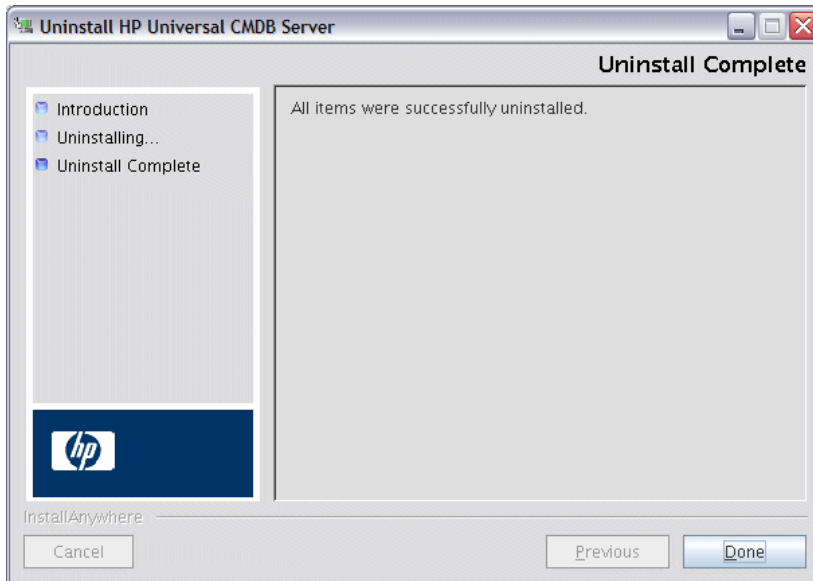 Uninstall HP Universal CMDB Server
Uninstall Complete
Introduction
Uninstalling...
Uninstall Complete
All items were successfully uninstalled.
hp
InstallAnywhere
Cancel
Previous
Done